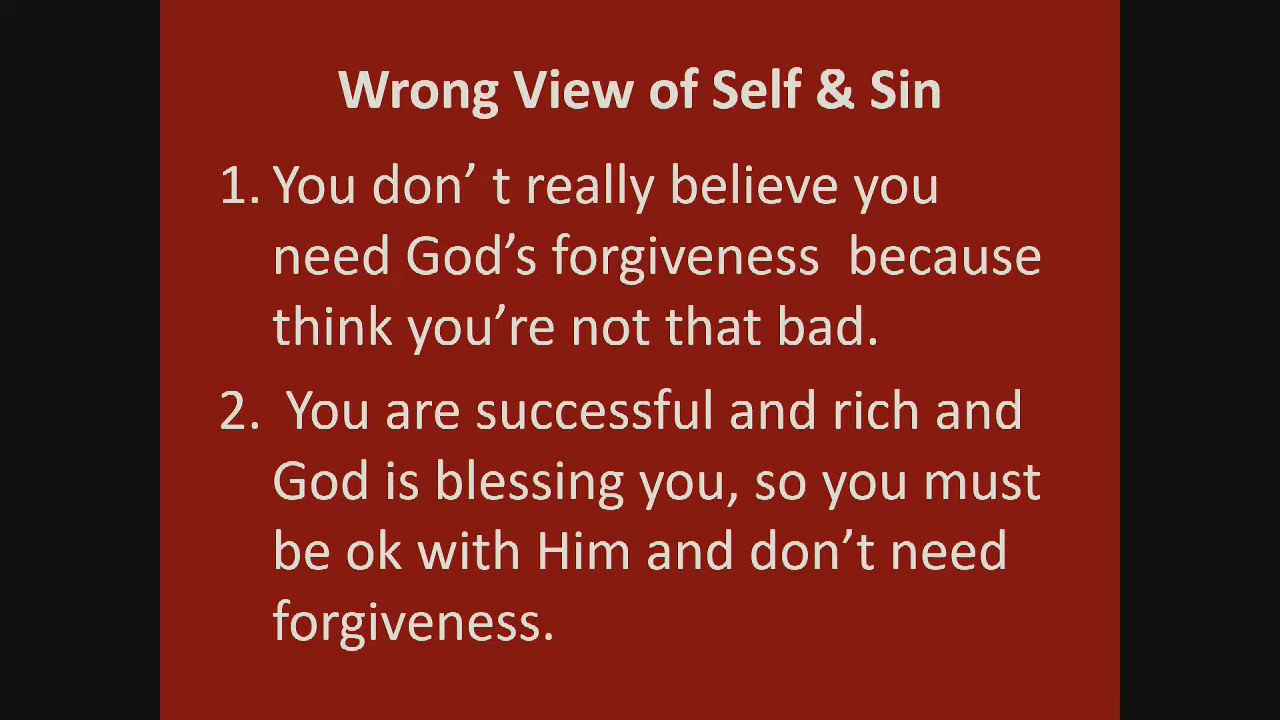 Wrong View of Self & Sin
1. You don’ t really believe you
need God’s forgiveness  because
think you’re not that bad.
2.  You are successful and rich and
God is blessing you, so you must
be ok with Him and don’t need
forgiveness.